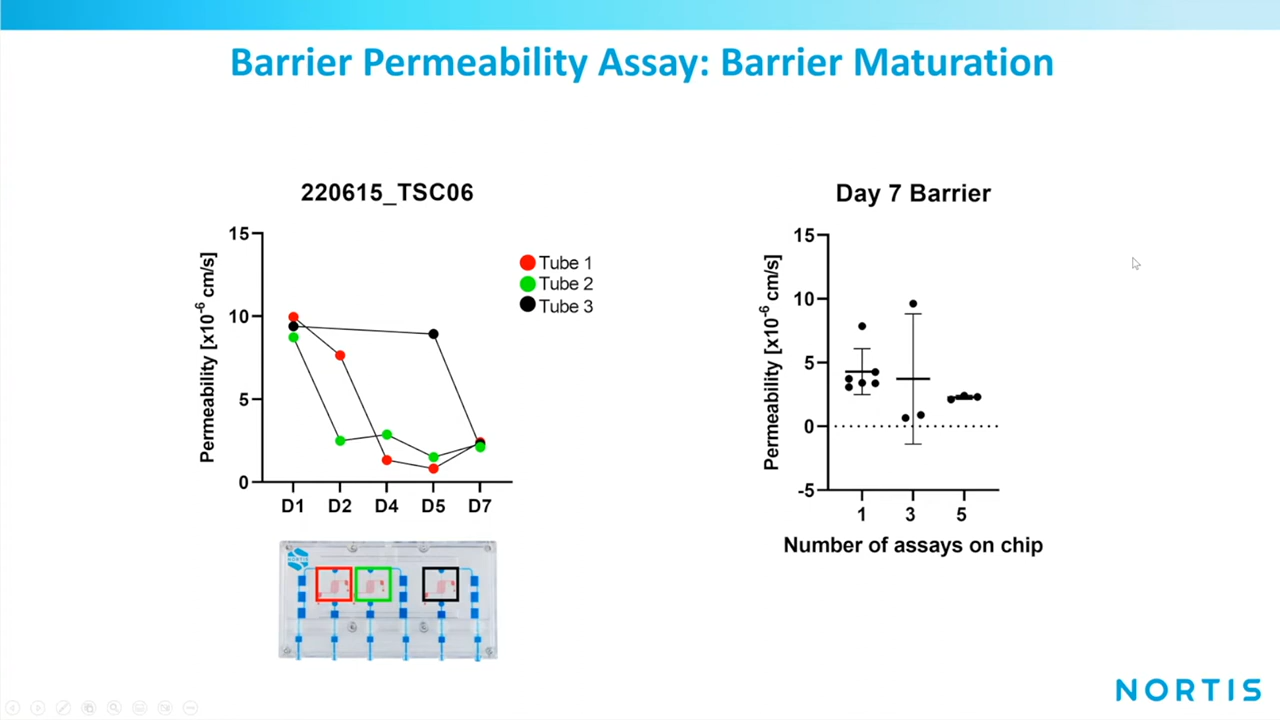 Barrier Permeability Assay: Barrier Maturation
220615_TSC06
15
10
5
0
Permeability [x10-6 cm/s]
D1 D2 D4 D5 D7
Tube 1
Tube 2
Tube 3
NORTIS
Day 7 Barrier
15
10
5
0
-5
Permeability [x10-6 cm/s]
1 3 5
Number of assays on chip
NORTIS